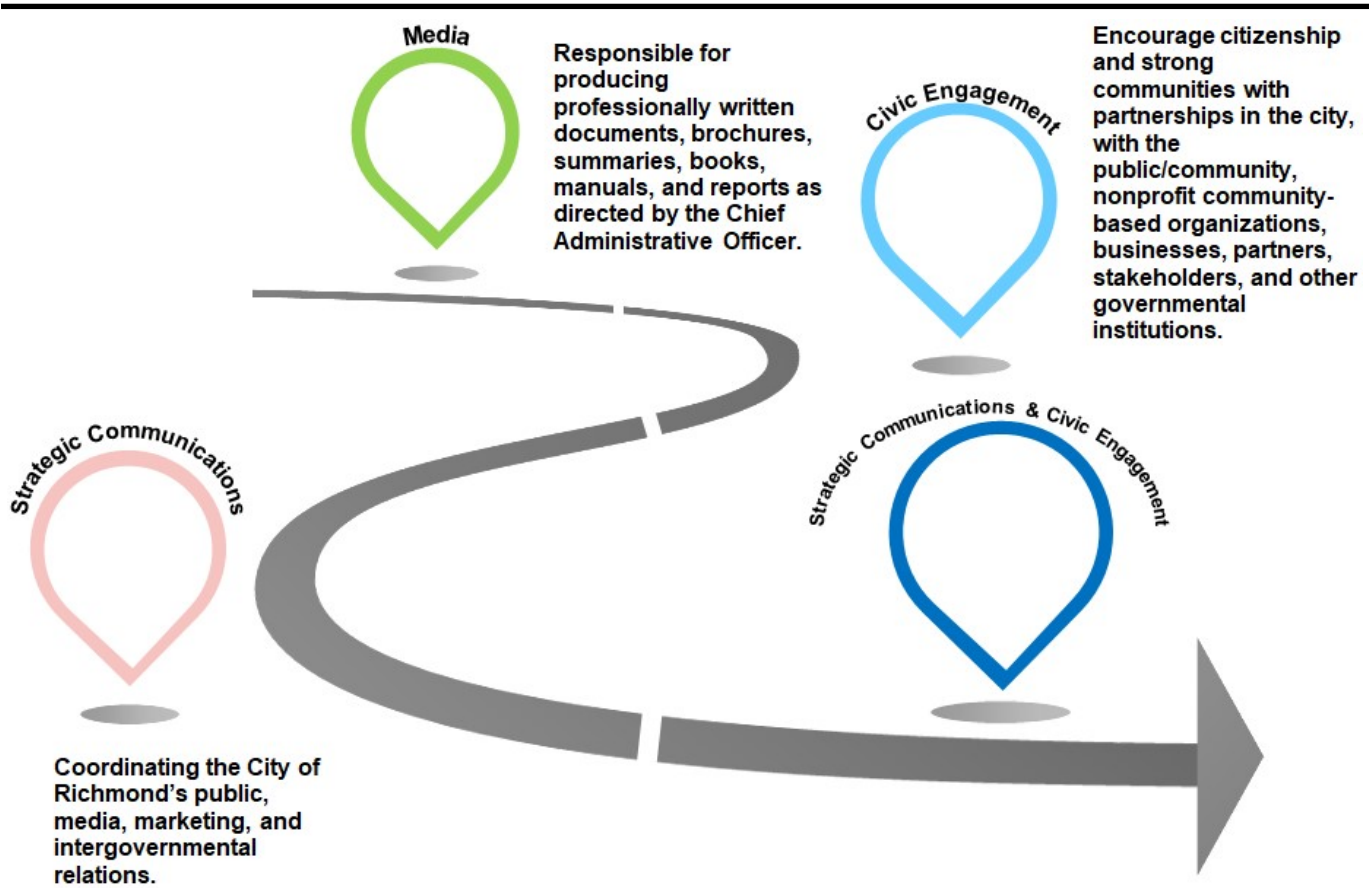 Media
Responsible for
producing
professionally written
documents, brochures,
summaries, books,
manuals, and reports as
directed by the Chief
Administrative Officer.
Civic Engagement
Encourage citizenship
and strong
communities with
partnerships in the city,
with the
public/community,
nonprofit community-
based organizations,
businesses, partners,
stakeholders, and other
governmental
institutions.
Strategic Communications
Coordinating the City of
Richmond’s public,
media, marketing, and
intergovernmental
relations.
Strategic Communications & Civic Engagement